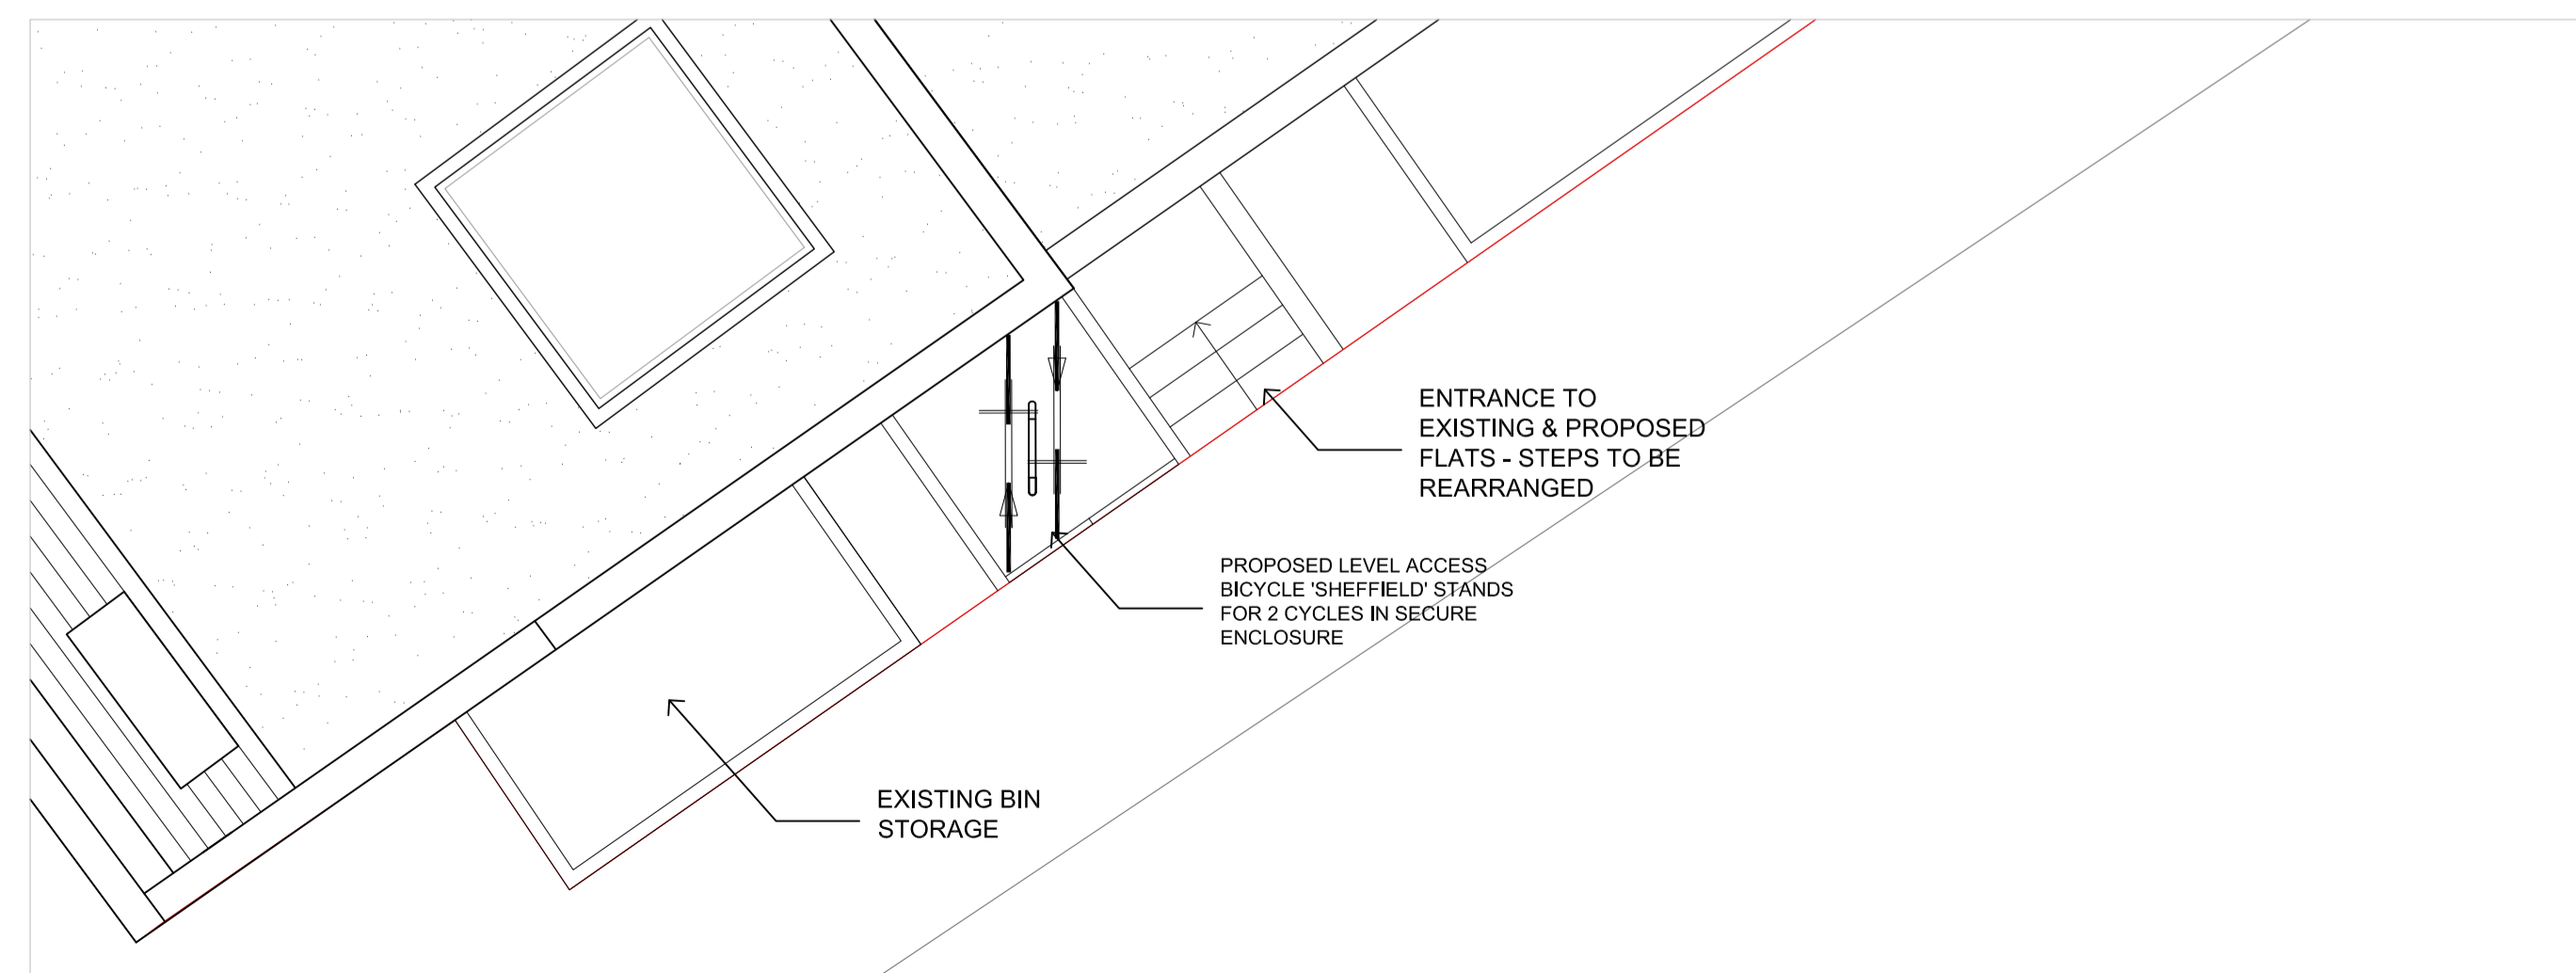 ENTRANCE TO
EXISTING & PROPOSED
FLATS - STEPS TO BE
REARRANGED
PROPOSED LEVEL ACCESS
BICYCLE 'SHEFFIELD' STANDS
FOR 2 CYCLES IN SECURE
ENCLOSURE
EXISTING BIN
STORAGE